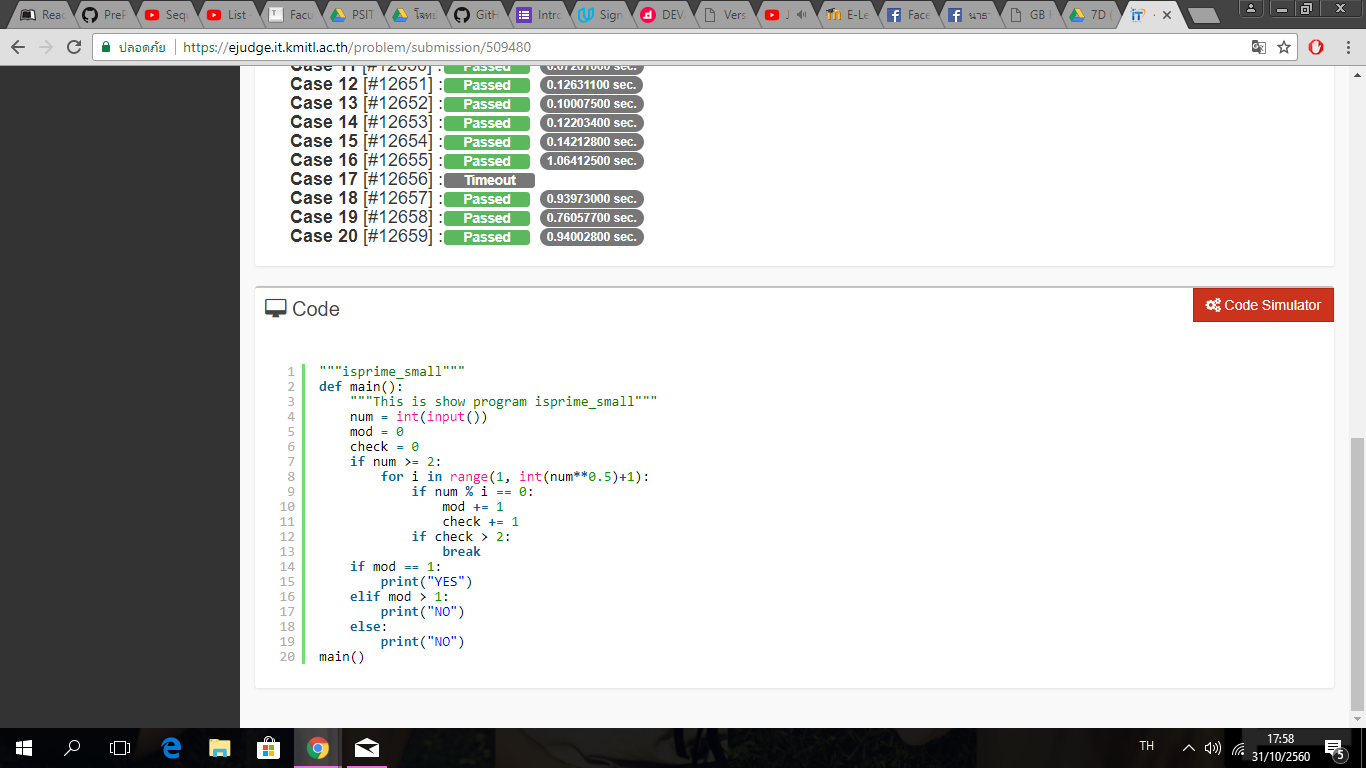 Reac
PreF
Sequ
List
Facu
PSIT
โจทย
GitH
Intro
Sign
DEV
Vers
J
E-Le
Face
นาธ
GB
7D (
ปลอดภัย https://ejudge.it.kmitl.ac.th/problem/submission/509480
Case 11 [#12650] : Passed 0.07201000 sec.
Case 12 [#12651] : Passed 0.12631100 sec.
Case 13 [#12652] : Passed 0.10007500 sec.
Case 14 [#12653] : Passed 0.12203400 sec.
Case 15 [#12654] : Passed 0.14212800 sec.
Case 16 [#12655] : Passed 1.06412500 sec.
Case 17 [#12656] : Timeout
Case 18 [#12657] : Passed 0.93973000 sec.
Case 19 [#12658] : Passed 0.76057700 sec.
Case 20 [#12659] : Passed 0.94002800 sec.
Code
Code Simulator
1 """isprime_small"""
2 def main():
3 """This is show program isprime_small"""
4 num = int(input())
5 mod = 0
6 check = 0
7 if num >= 2:
8 for i in range(1, int(num**0.5)+1):
9 if num % i == 0:
10 mod += 1
11 check += 1
12 if check > 2:
13 break
14 if mod == 1:
15 print("YES")
16 elif mod > 1:
17 print("NO")
18 else:
19 print("NO")
20 main()
TH
17:58
31/10/2560
5